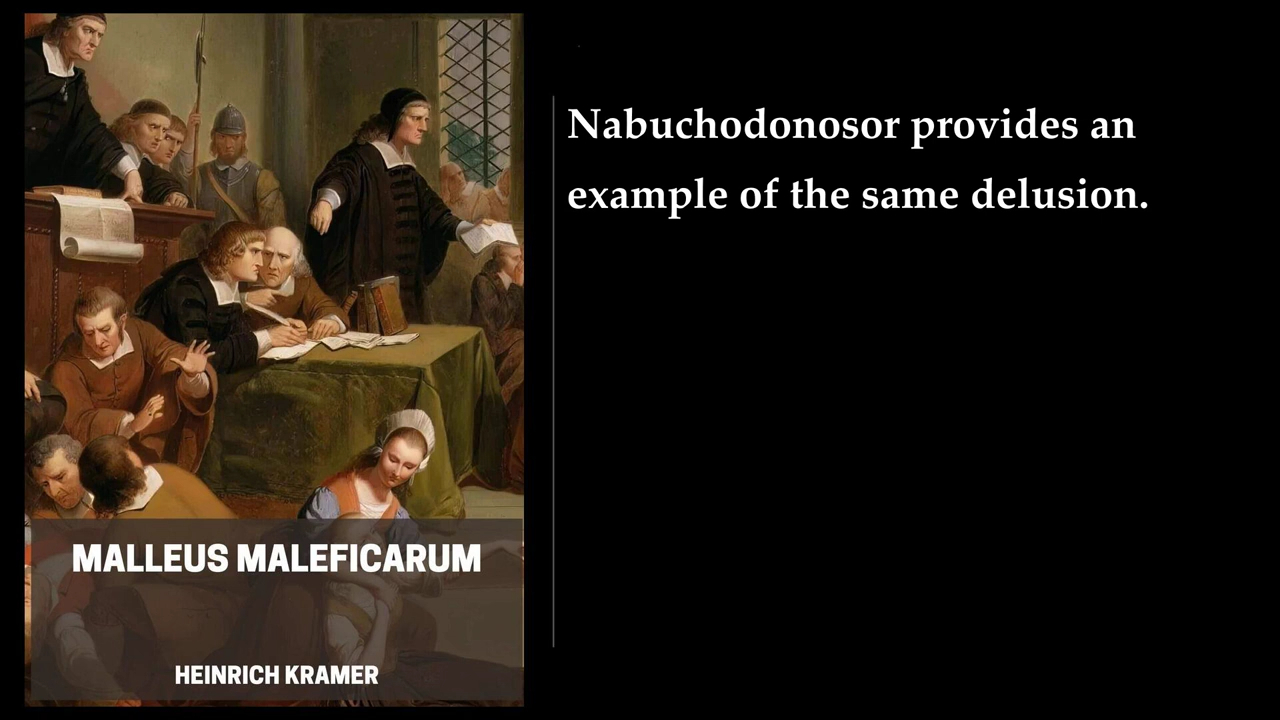 Nabuchodonosor provides an
example of the same delusion.
MALLEUS MALEFICARUM
HEINRICH KRAMER